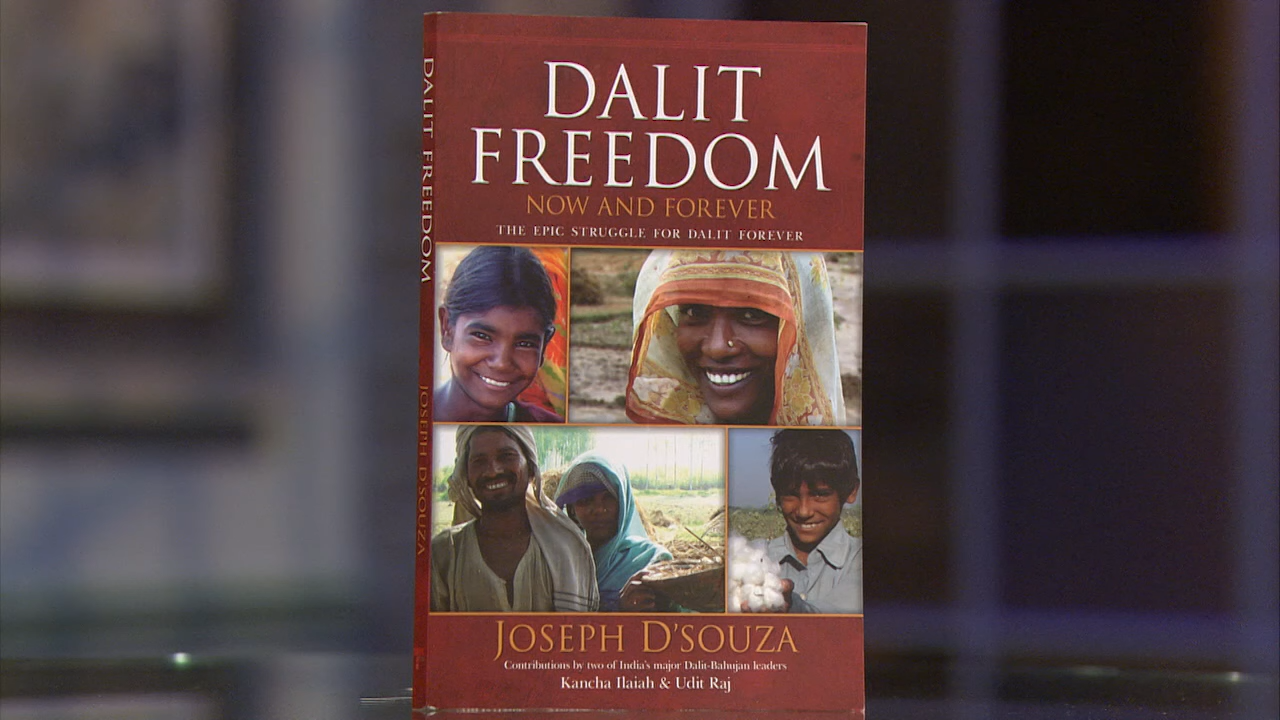 DALIT
FREEDOM
NOW AND FOREVER
THE EPIC STRUGGLE FOR DALIT FOREVER
JOSEPH D'SOUZA
Contributions by two of India's major Dalit-Bahujan leaders
Kancha Ilaiah & Udit Raj
DALIT FREEDOM
JOSEPH D'SOUZA